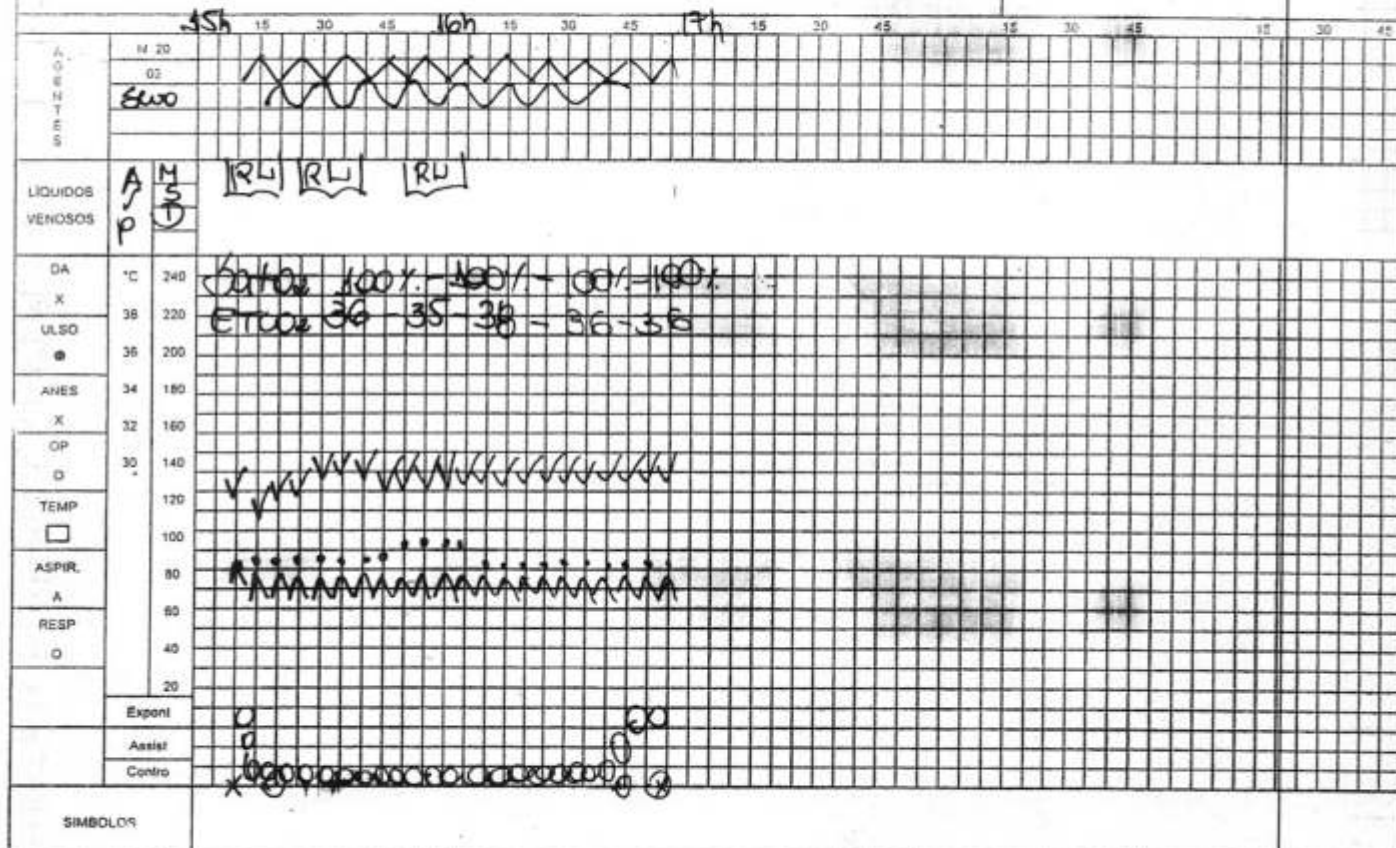 15h 15 30 45 16h 15 30 45 17h 15 30 45 15 30 45 15 30 45
AGENTES
N 20
02
Sevo
LÍQUIDOS VENOSOS
A/P
M
S
D
RL RL RL
DA
X
ULSO
●
ANES
X
OP
O
TEMP
□
ASPIR.
A
RESP
O
°C 240
38 220
36 200
34 180
32 160
30 140
120
100
80
60
40
20
SatO2 100% - 100% - 100% - 100%
ETCO2 36 - 35 - 38 - 36 - 36
Expont
Assist
Contro
SIMBOLOS